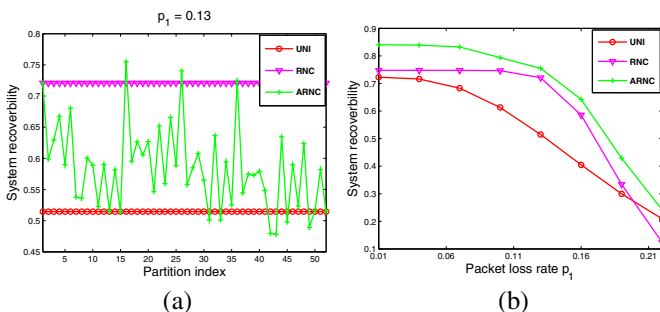 p1 = 0.13
System recoverbility
0.8
0.75
0.7
0.65
0.6
0.55
0.5
0.45
5 10 15 20 25 30 35 40 45 50
Partition index
UNI
RNC
ARNC
(a)
System recoverbility
0.9
0.8
0.7
0.6
0.5
0.4
0.3
0.2
0.1
0.01 0.06 0.11 0.16 0.21
Packet loss rate p1
UNI
RNC
ARNC
(b)